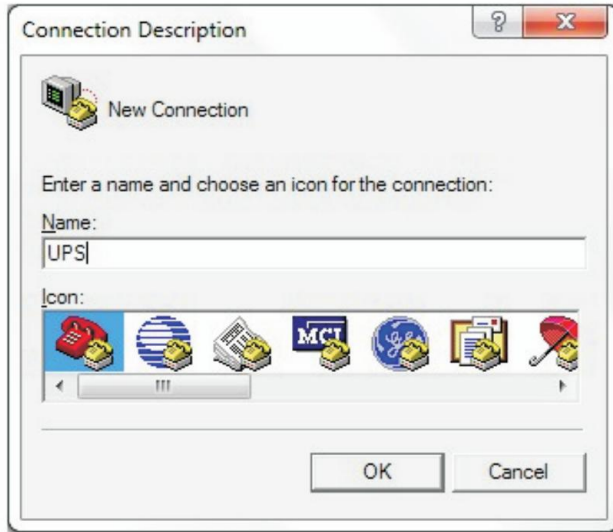 Connection Description
New Connection
Enter a name and choose an icon for the connection:
Name:
UPS
Icon:
MCI
OK
Cancel